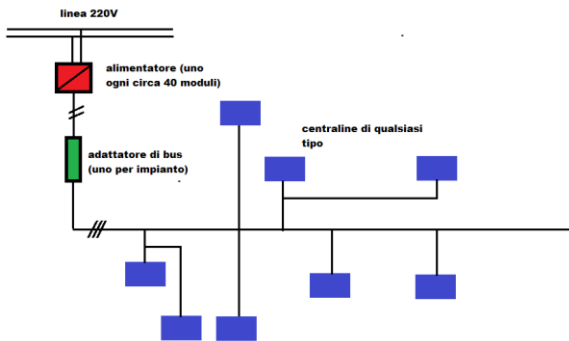 linea 220V
alimentatore (uno
ogni circa 40 moduli)
centraline di qualsiasi
tipo
adattatore di bus
(uno per impianto)